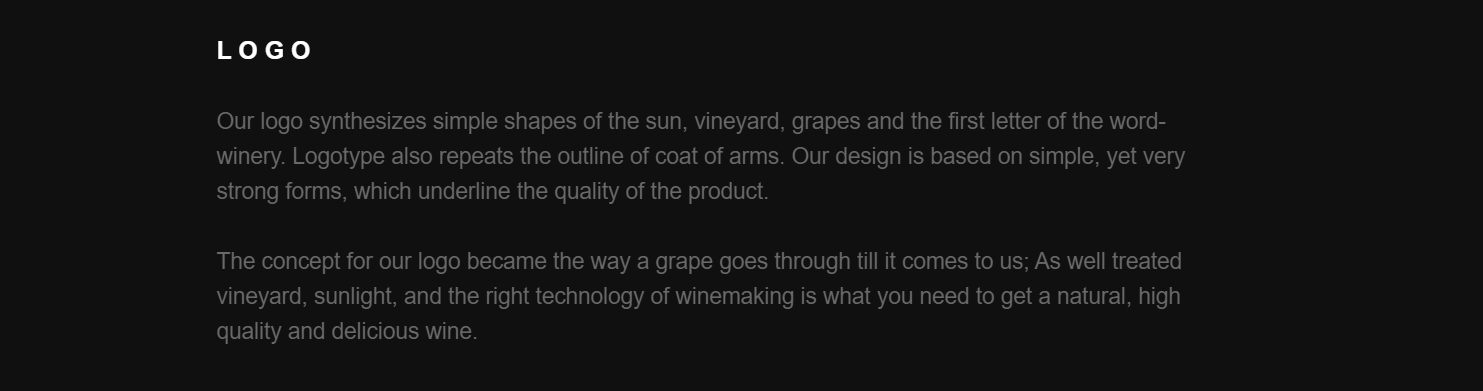 LOGO
Our logo synthesizes simple shapes of the sun, vineyard, grapes and the first letter of the word-
winery. Logotype also repeats the outline of coat of arms. Our design is based on simple, yet very
strong forms, which underline the quality of the product.
The concept for our logo became the way a grape goes through till it comes to us; As well treated
vineyard, sunlight, and the right technology of winemaking is what you need to get a natural, high
quality and delicious wine.